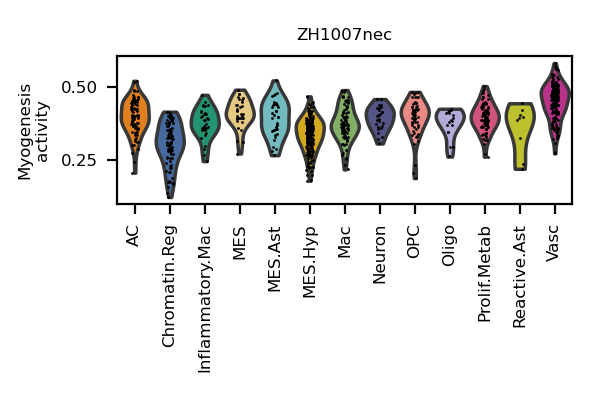 ZH1007nec
Myogenesis
activity
0.50
0.25
AC
Chromatin.Reg
Inflammatory.Mac
MES
MES.Ast
MES.Hyp
Mac
Neuron
OPC
Oligo
Prolif.Metab
Reactive.Ast
Vasc